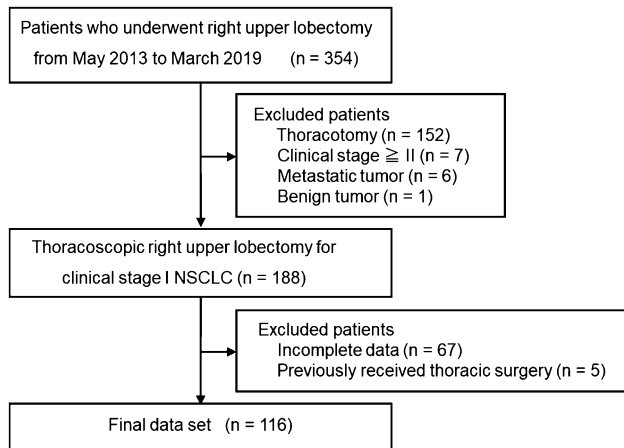 Patients who underwent right upper lobectomy
from May 2013 to March 2019 (n = 354)
Excluded patients
Thoracotomy (n = 152)
Clinical stage ≧ II (n = 7)
Metastatic tumor (n = 6)
Benign tumor (n = 1)
Thoracoscopic right upper lobectomy for
clinical stage I NSCLC (n = 188)
Excluded patients
Incomplete data (n = 67)
Previously received thoracic surgery (n = 5)
Final data set (n = 116)